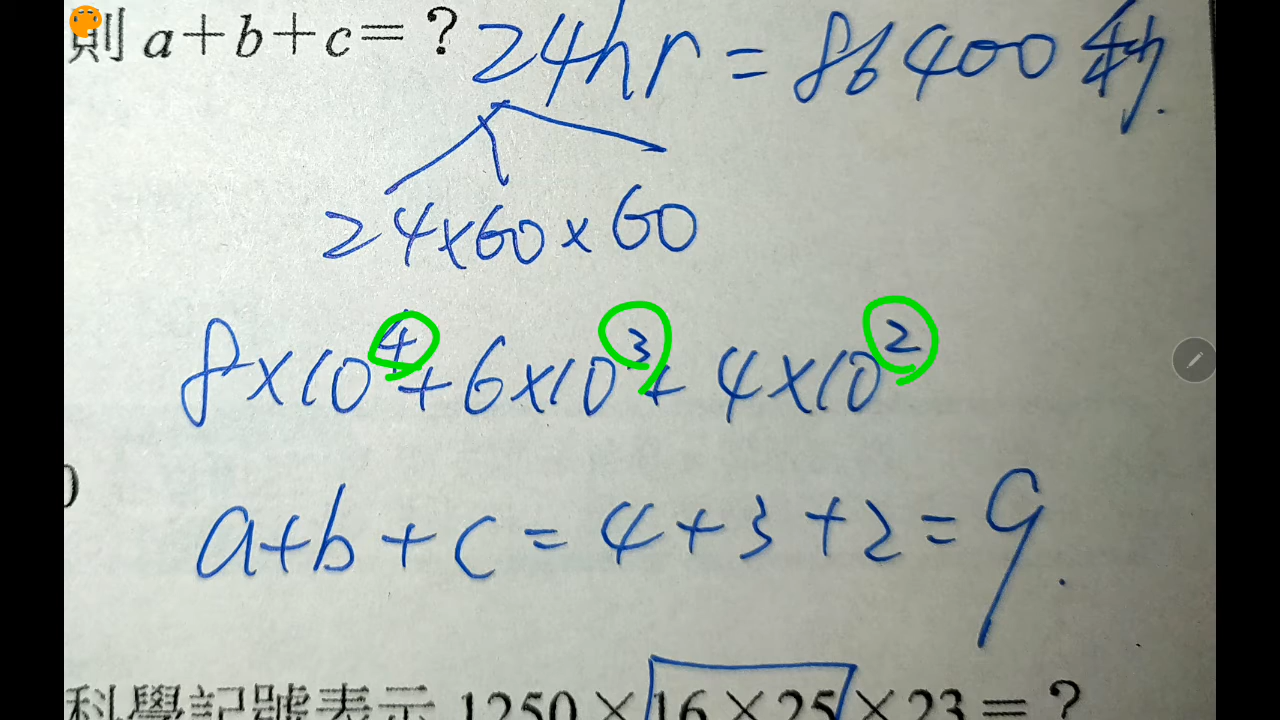 則 a+b+c=? 24hr = 86400 秒.
24×60×60
8×10⁴+6×10³+4×10²
a+b+c=4+3+2=9.
)
科學記號表示 1250×16×25×23=?